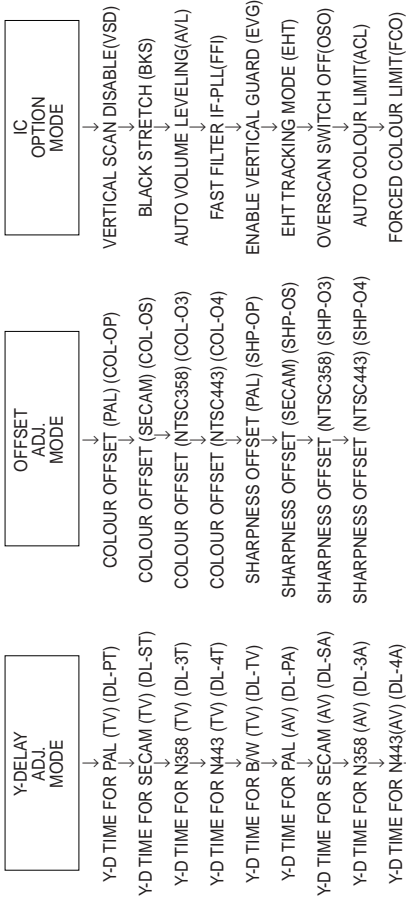 Y-DELAY
ADJ.
MODE
Y-D TIME FOR PAL (TV) (DL-PT)
Y-D TIME FOR SECAM (TV) (DL-ST)
Y-D TIME FOR N358 (TV) (DL-3T)
Y-D TIME FOR N443 (TV) (DL-4T)
Y-D TIME FOR B/W (TV) (DL-TV)
Y-D TIME FOR PAL (AV) (DL-PA)
Y-D TIME FOR SECAM (AV) (DL-SA)
Y-D TIME FOR N358 (AV) (DL-3A)
Y-D TIME FOR N443(AV) (DL-4A)
OFFSET
ADJ.
MODE
COLOUR OFFSET (PAL) (COL-OP)
COLOUR OFFSET (SECAM) (COL-OS)
COLOUR OFFSET (NTSC358) (COL-O3)
COLOUR OFFSET (NTSC443) (COL-O4)
SHARPNESS OFFSET (PAL) (SHP-OP)
SHARPNESS OFFSET (SECAM) (SHP-OS)
SHARPNESS OFFSET (NTSC358) (SHP-O3)
SHARPNESS OFFSET (NTSC443) (SHP-O4)
IC
OPTION
MODE
VERTICAL SCAN DISABLE(VSD)
BLACK STRETCH (BKS)
AUTO VOLUME LEVELING(AVL)
FAST FILTER IF-PLL(FFI)
ENABLE VERTICAL GUARD (EVG)
EHT TRACKING MODE (EHT)
OVERSCAN SWITCH OFF(OSO)
AUTO COLOUR LIMIT(ACL)
FORCED COLOUR LIMIT(FCO)